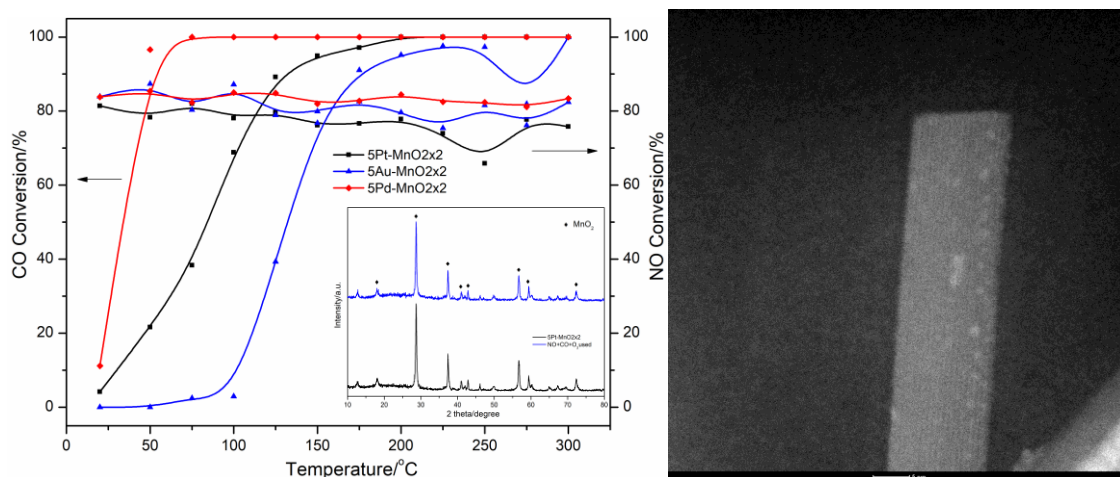 100
80
60
40
20
0
CO Conversion/%
100
80
60
40
20
0
NO Conversion/%
5Pt-MnO2x2
5Au-MnO2x2
5Pd-MnO2x2
MnO₂
Intensity/a.u.
5Pt-MnO2x2
NO+CO+O₂used
10 20 30 40 50 60 70 80
2 theta/degree
0 50 100 150 200 250 300
Temperature/°C